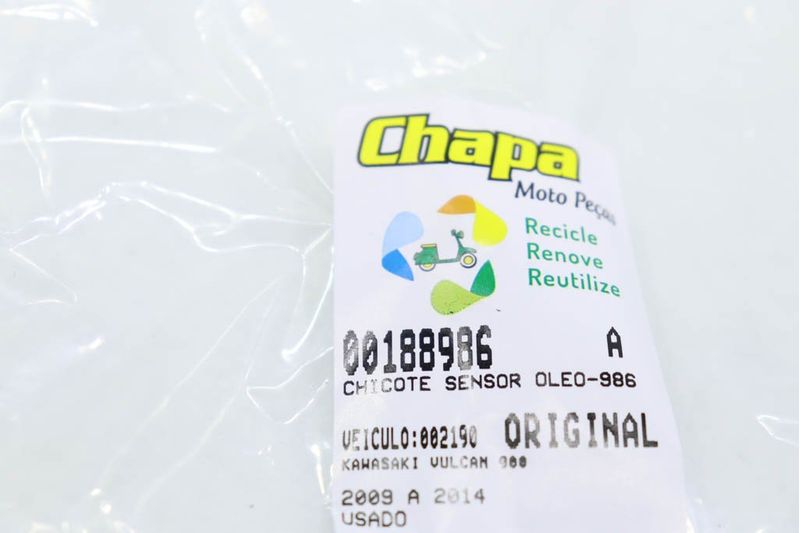 Chapa
Moto Peças
Recicle
Renove
Reutilize
00188986 A
CHICOTE SENSOR OLEO-986
VEICULO:002190 ORIGINAL
KAWASAKI VULCAN 900
2009 A 2014
USADO